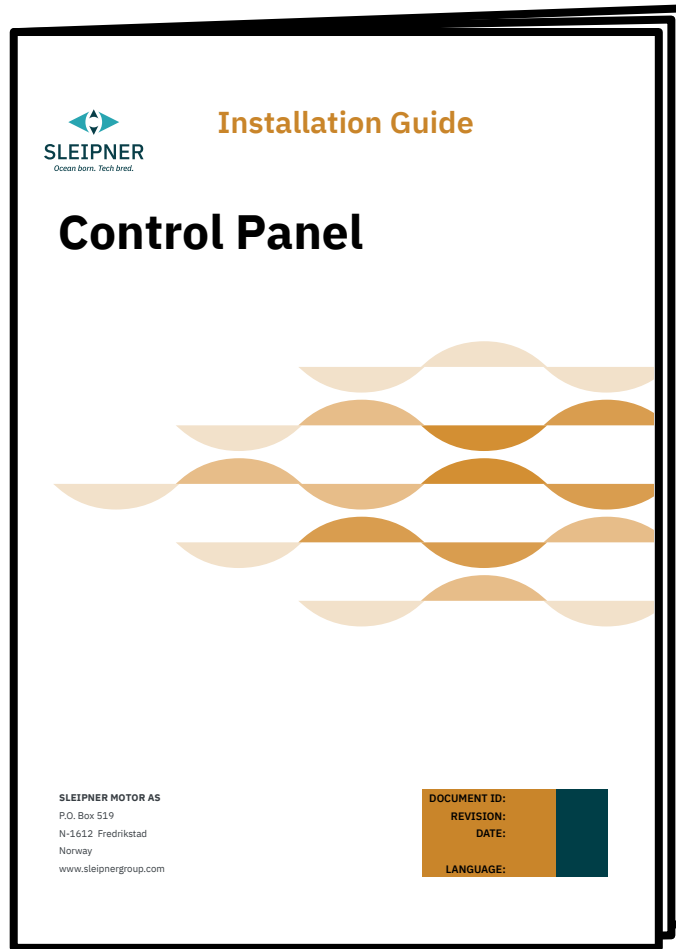 Installation Guide
SLEIPNER
Ocean born. Tech bred.
Control Panel
SLEIPNER MOTOR AS
P.O. Box 519
N-1612 Fredrikstad
Norway
www.sleipnergroup.com
DOCUMENT ID:
REVISION:
DATE:
LANGUAGE: